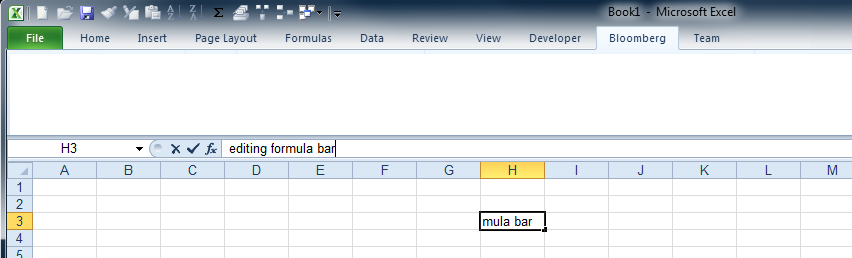 Book1 - Microsoft Excel
File Home Insert Page Layout Formulas Data Review View Developer Bloomberg Team
H3 fx editing formula bar
A B C D E F G H I J K L M
1
2
3 mula bar
4
5